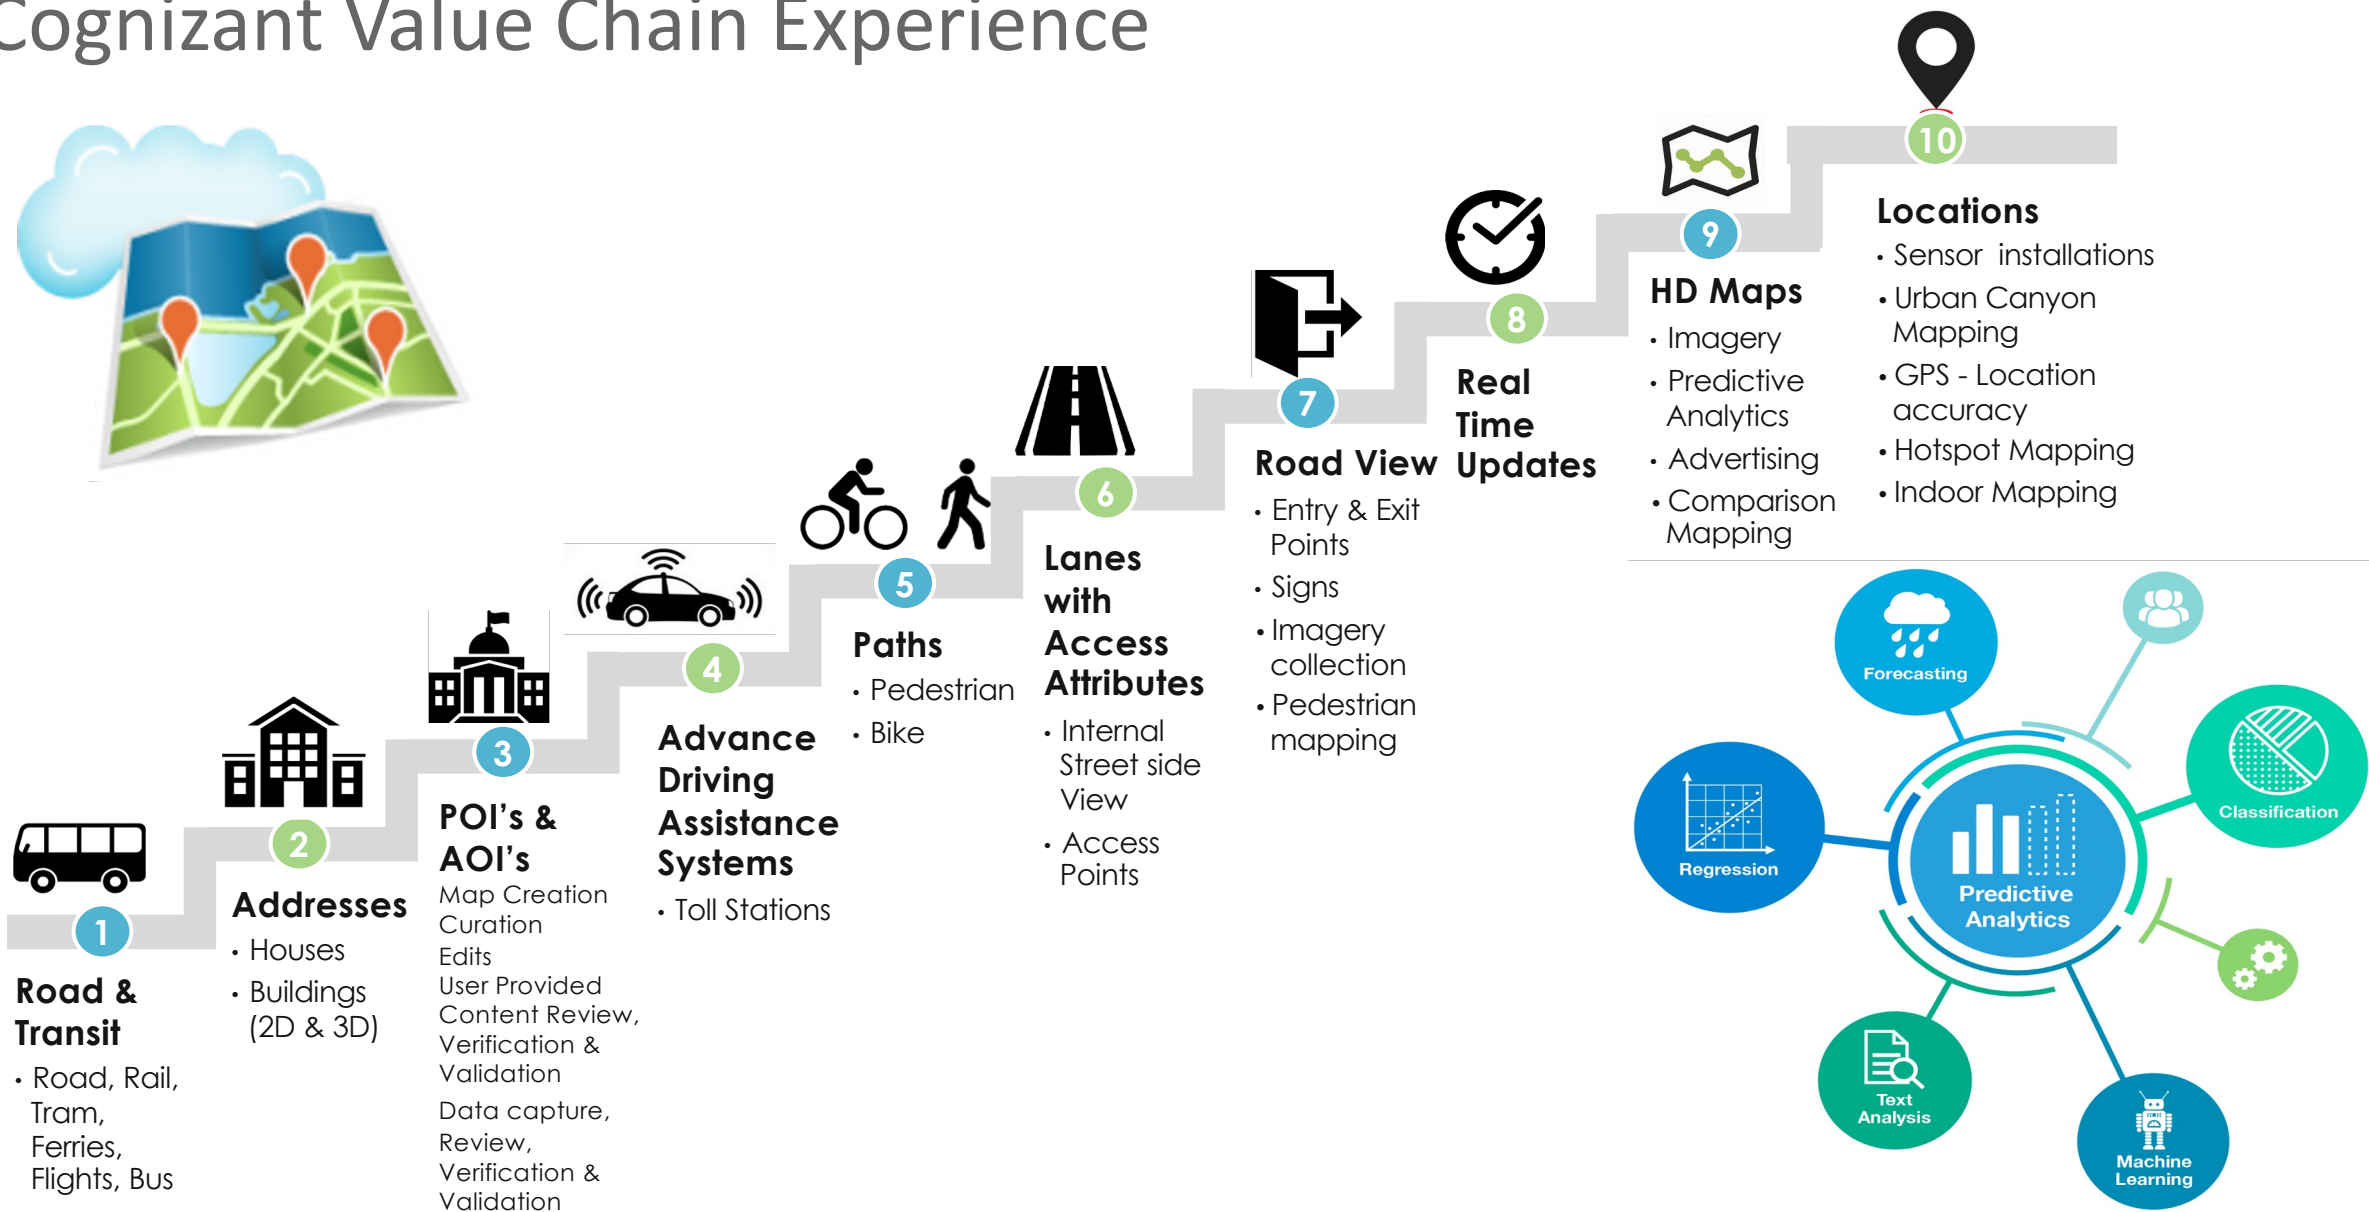 Cognizant Value Chain Experience
1
Road &
Transit
• Road, Rail,
Tram,
Ferries,
Flights, Bus
2
Addresses
• Houses
• Buildings
(2D & 3D)
3
POI's &
AOI's
Map Creation
Curation
Edits
User Provided
Content Review,
Verification &
Validation
Data capture,
Review,
Verification &
Validation
4
Advance
Driving
Assistance
Systems
• Toll Stations
5
Paths
• Pedestrian
• Bike
6
Lanes
with
Access
Attributes
• Internal
Street side
View
• Access
Points
7
Road View
• Entry & Exit
Points
• Signs
• Imagery
collection
• Pedestrian
mapping
8
Real
Time
Updates
9
HD Maps
• Imagery
• Predictive
Analytics
• Advertising
• Comparison
Mapping
10
Locations
• Sensor installations
• Urban Canyon
Mapping
• GPS - Location
accuracy
• Hotspot Mapping
• Indoor Mapping
Forecasting
Classification
Regression
Predictive
Analytics
Text
Analysis
Machine
Learning